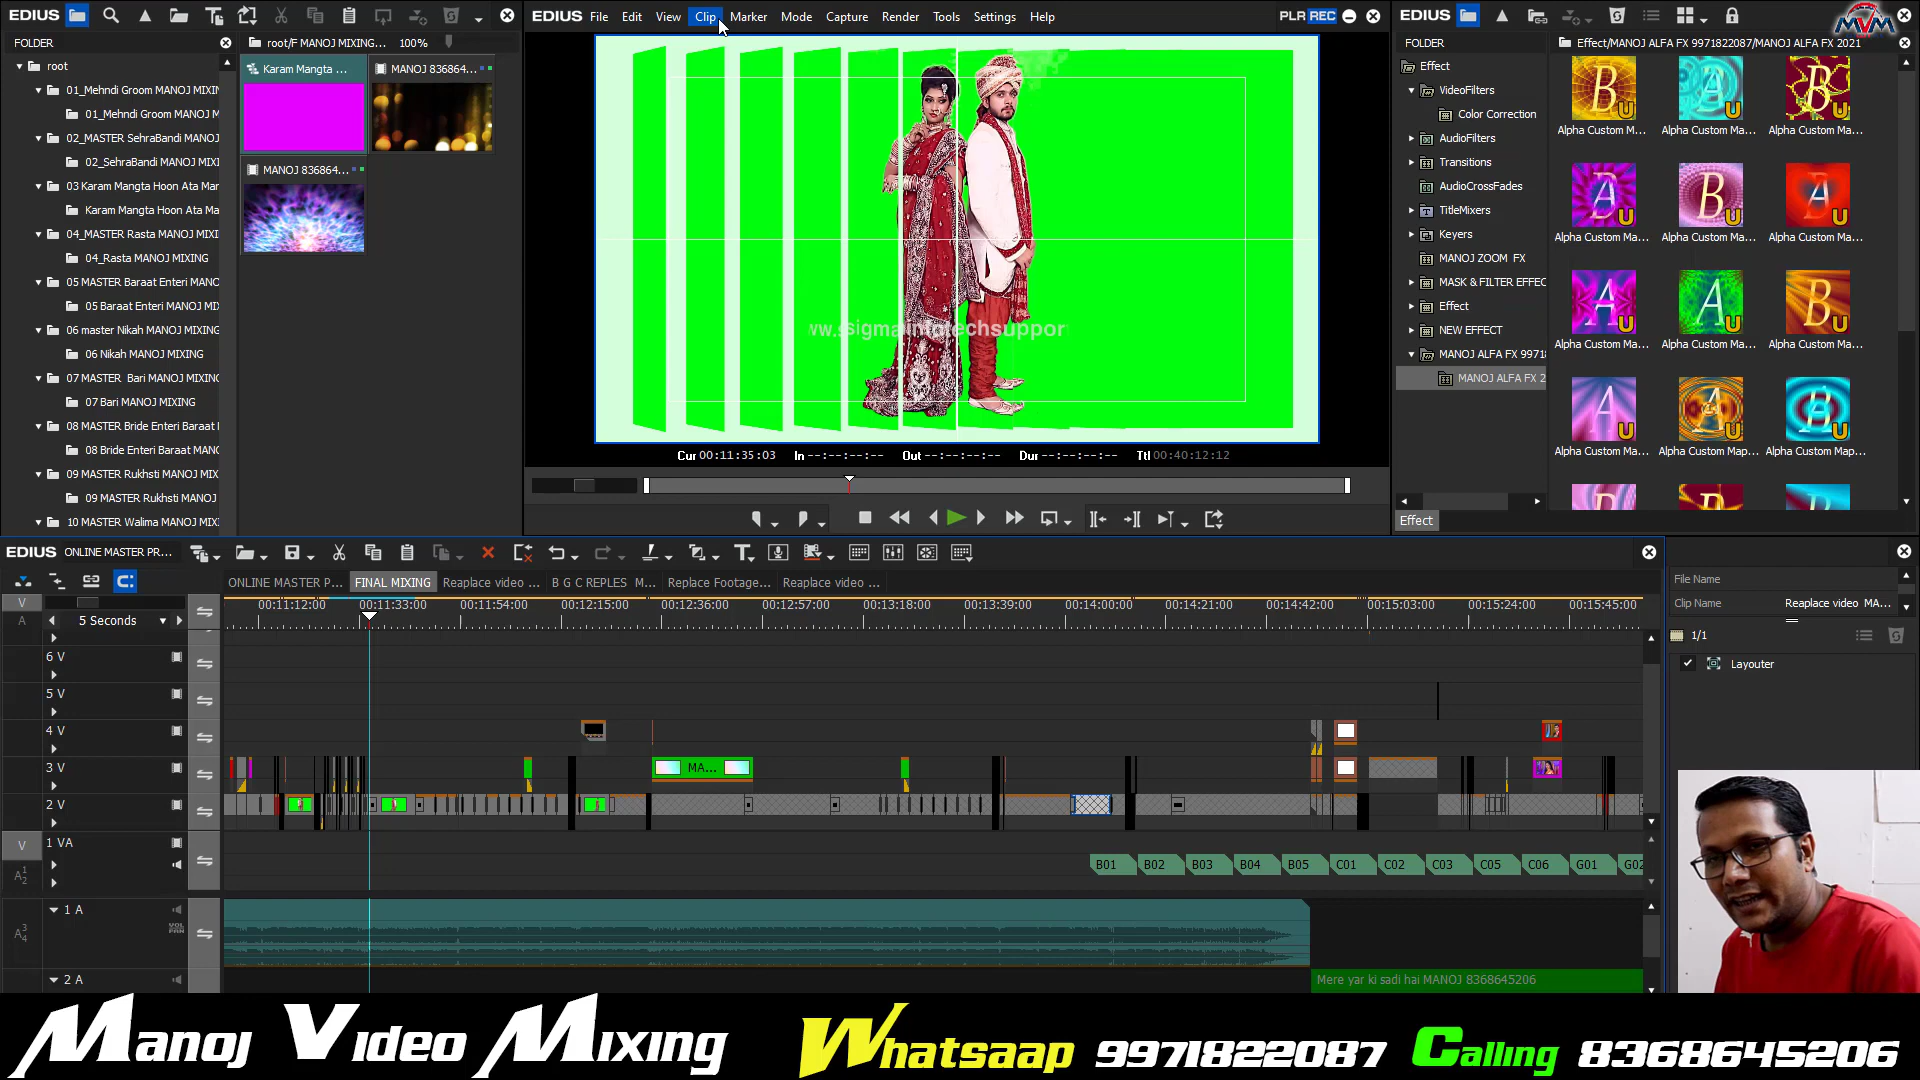 EDIUS
FOLDER
root/F MANOJ MIXING...
100%
root
01_Mehndi Groom MANOJ MIXIN
01_Mehndi Groom MANOJ M
02_MASTER SehraBandi MANOJ
02_SehraBandi MANOJ MIXI
03 Karam Mangta Hoon Ata Mar
Karam Mangta Hoon Ata Ma
04_MASTER Rasta MANOJ MIXI
04_Rasta MANOJ MIXING
05 MASTER Baraat Enteri MANOJ
05 Baraat Enteri MANOJ MI
06 master Nikah MANOJ MIXING
06 Nikah MANOJ MIXING
07 MASTER Bari MANOJ MIXING
07 Bari MANOJ MIXING
08 MASTER Bride Enteri Baraat
08 Bride Enteri Baraat MANO
09 MASTER Rukhsti MANOJ MIX
09 MASTER Rukhsti MANOJ
10 MASTER Walima MANOJ MIX
Karam Mangta ...
MANOJ 836864...
MANOJ 83686 4...
EDIUS File Edit View Clip Marker Mode Capture Render Tools Settings Help
PLR REC
Cur 00:11:35:03 In --:--:--:-- Out --:--:--:-- Dur --:--:--:-- Ttl 00:40:12:12
EDIUS
MVM
FOLDER
Effect/MANOJ ALFA FX 9971822087/MANOJ ALFA FX 2021
Effect
VideoFilters
Color Correction
AudioFilters
Transitions
AudioCrossFades
TitleMixers
Keyers
MANOJ ZOOM FX
MASK & FILTER EFFEC
Effect
NEW EFFECT
MANOJ ALFA FX 9971
MANOJ ALFA FX 2
Effect
B B B
Alpha Custom Ma... Alpha Custom Ma... Alpha Custom Ma...
A B A
Alpha Custom Ma... Alpha Custom Ma... Alpha Custom Ma...
A A B
Alpha Custom Ma... Alpha Custom Ma... Alpha Custom Ma...
A A A
Alpha Custom Ma... Alpha Custom Map... Alpha Custom Map...
EDIUS ONLINE MASTER PR...
ONLINE MASTER P... FINAL MIXING Reaplace video ... B G C REPLES M... Replace Footage... Reaplace video ...
00:11:12:00 00:11:33:00 00:11:54:00 00:12:15:00 00:12:36:00 00:12:57:00 00:13:18:00 00:13:39:00 00:14:00:00 00:14:21:00 00:14:42:00 00:15:03:00 00:15:24:00 00:15:45:00
V
A
5 Seconds
6 V
5 V
4 V
3 V
MA...
2 V
V
1 VA
B01 B02 B03 B04 B05 C01 C02 C03 C05 C06 G01 G02
1 A
VOL
PAN
2 A
Mere yar ki sadi hai MANOJ 8368645206
File Name
Clip Name Reaplace video MA...
1/1
Layouter
Manoj Video Mixing Whatsaap 9971822087 Calling 8368645206